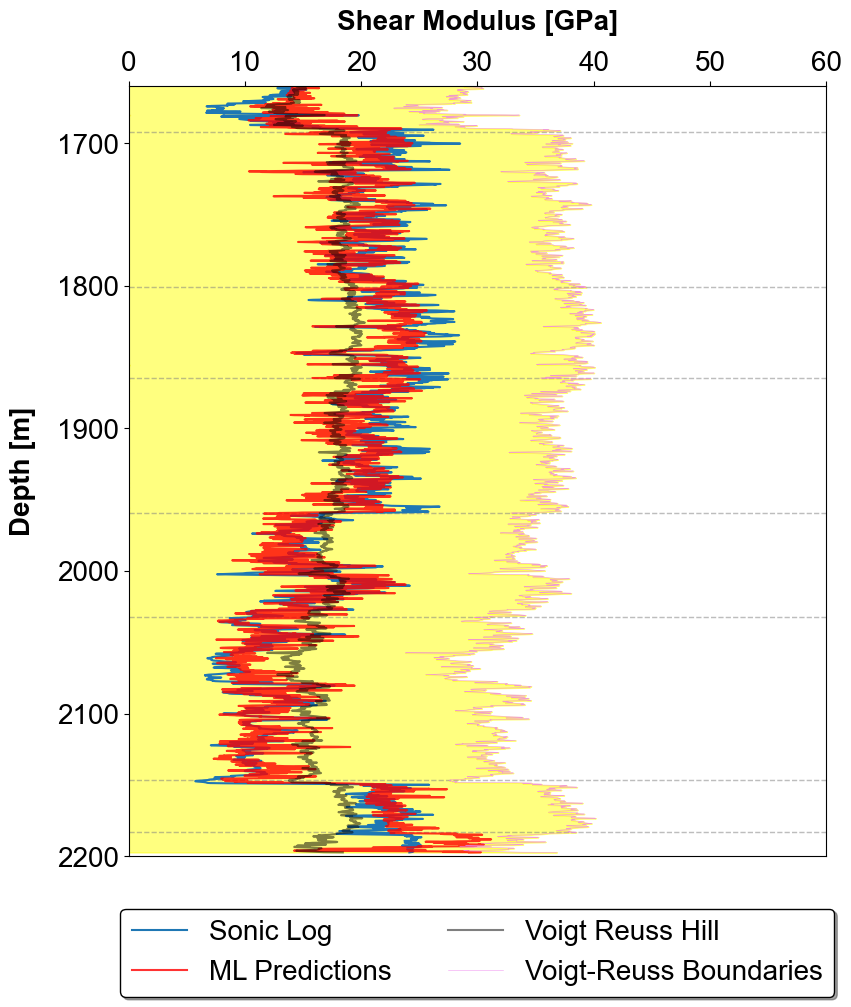 Shear Modulus [GPa]
0 10 20 30 40 50 60
Depth [m]
1700
1800
1900
2000
2100
2200
Sonic Log
ML Predictions
Voigt Reuss Hill
Voigt-Reuss Boundaries